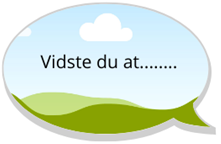 Vidste du at........